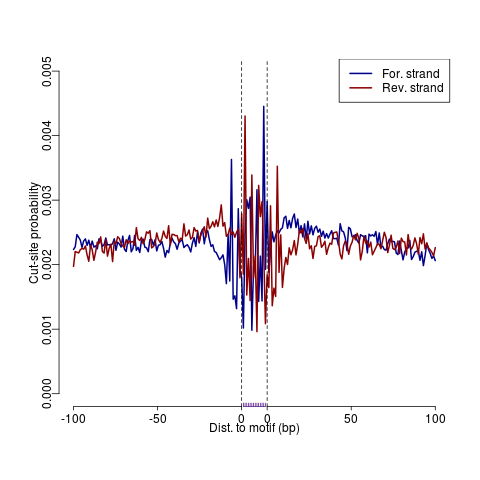 For. strand
Rev. strand
Cut-site probability
0.005
0.004
0.003
0.002
0.001
0.000
-100 -50 0 0 50 100
Dist. to motif (bp)